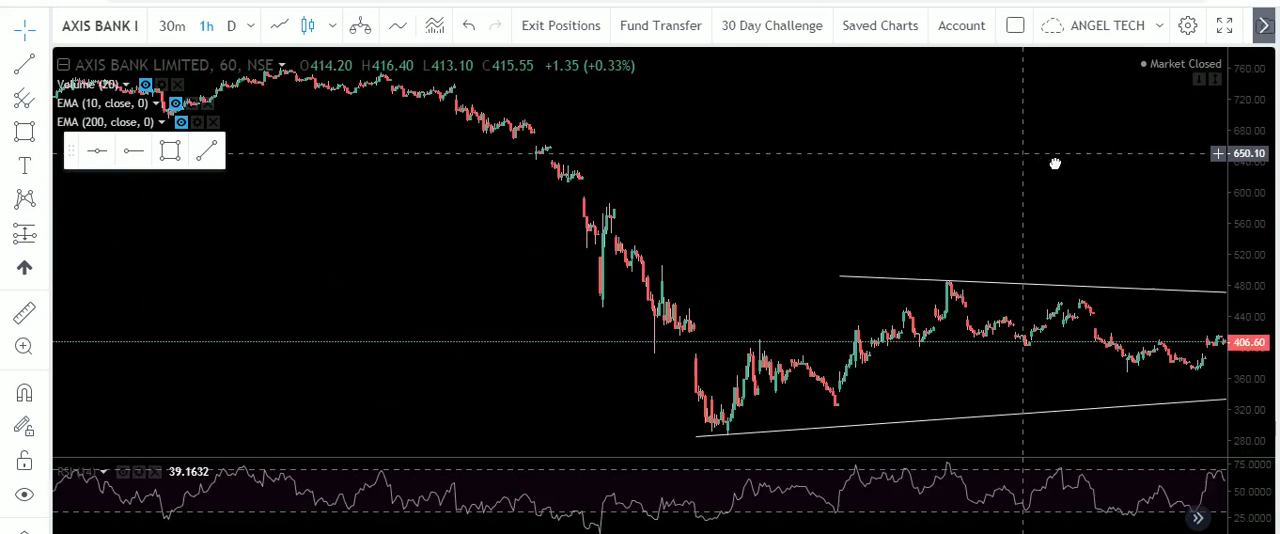 AXIS BANK I 30m 1h D Exit Positions Fund Transfer 30 Day Challenge Saved Charts Account ANGEL TECH
AXIS BANK LIMITED, 60, NSE O414.20 H416.40 L413.10 C415.55 +1.35 (+0.33%) Market Closed
Volume (20)
EMA (10, close, 0)
EMA (200, close, 0)
760.00
720.00
680.00
650.10
600.00
560.00
520.00
480.00
440.00
406.60
360.00
320.00
280.00
39.1632
75.0000
50.0000
25.0000
T